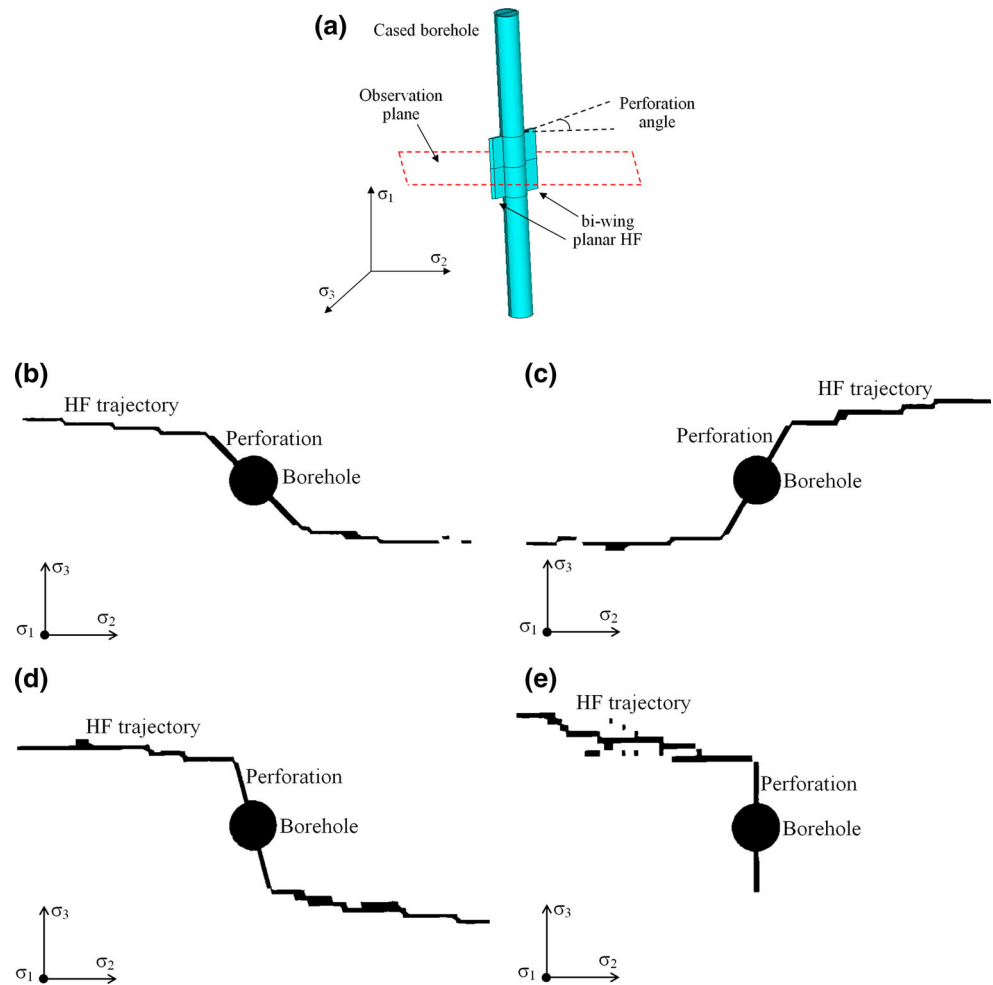 (a)
Cased borehole
Observation
plane
Perforation
angle
σ1
bi-wing
planar HF
σ2
σ3
(b)
HF trajectory
Perforation
Borehole
σ3
σ2
σ1
(c)
HF trajectory
Perforation
Borehole
σ3
σ2
σ1
(d)
HF trajectory
Perforation
Borehole
σ3
σ2
σ1
(e)
HF trajectory
Perforation
Borehole
σ3
σ2
σ1